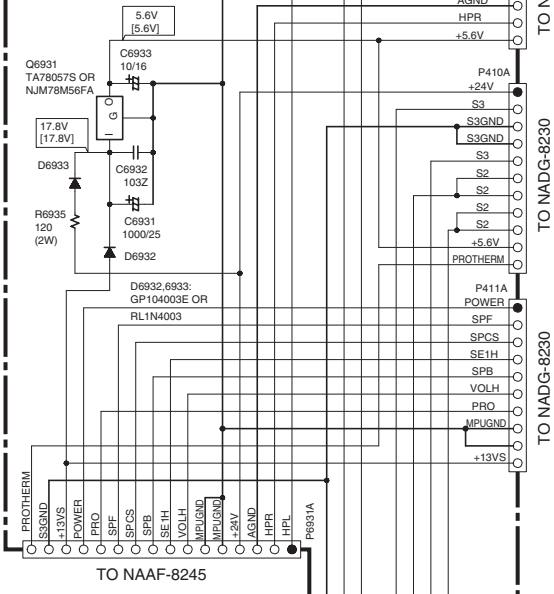 AGND
HPR
+5.6V
TO N
5.6V
[5.6V]
C6933
10/16
Q6931
TA78057S OR
NJM78M56FA
O
G
I
17.8V
[17.8V]
D6933
C6932
103Z
R6935
120
(2W)
C6931
1000/25
D6932
D6932,6933:
GP104003E OR
RL1N4003
P410A
+24V
S3
S3GND
S3GND
S3
S2
S2
S2
S2
+5.6V
PROTHERM
TO NADG-8230
P411A
POWER
SPF
SPCS
SE1H
SPB
VOLH
PRO
MPUGND
+13VS
TO NADG-8230
PROTHERM
S3GND
+13VS
POWER
PRO
SPF
SPCS
SPB
SE1H
VOLH
MPUGND
MPUGND
+24V
AGND
HPR
HPL
P6931A
TO NAAF-8245